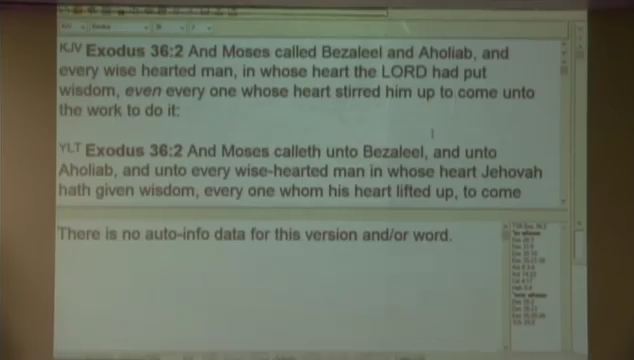 KJV Exodus 36:2 And Moses called Bezaleel and Aholiab, and
every wise hearted man, in whose heart the LORD had put
wisdom, even every one whose heart stirred him up to come unto
the work to do it:
YLT Exodus 36:2 And Moses calleth unto Bezaleel, and unto
Aholiab, and unto every wise-hearted man in whose heart Jehovah
hath given wisdom, every one whom his heart lifted up, to come
There is no auto-info data for this version and/or word.